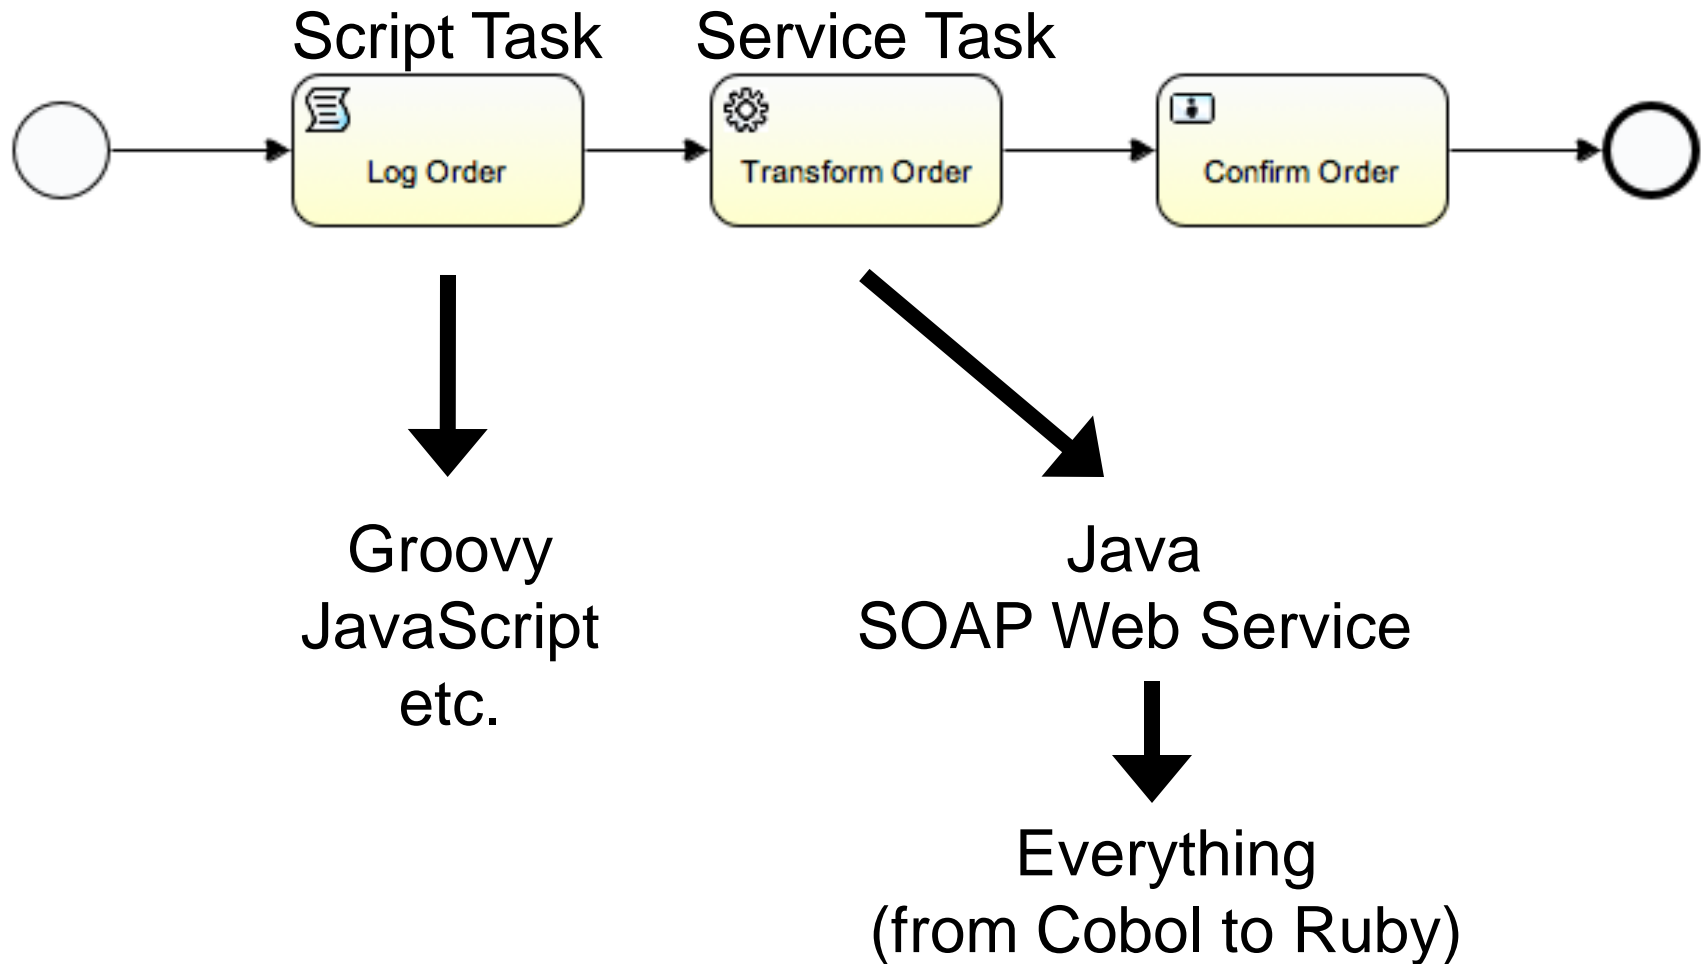 Script Task
Service Task
Log Order
Transform Order
Confirm Order
Groovy
JavaScript
etc.
Java
SOAP Web Service
Everything
(from Cobol to Ruby)